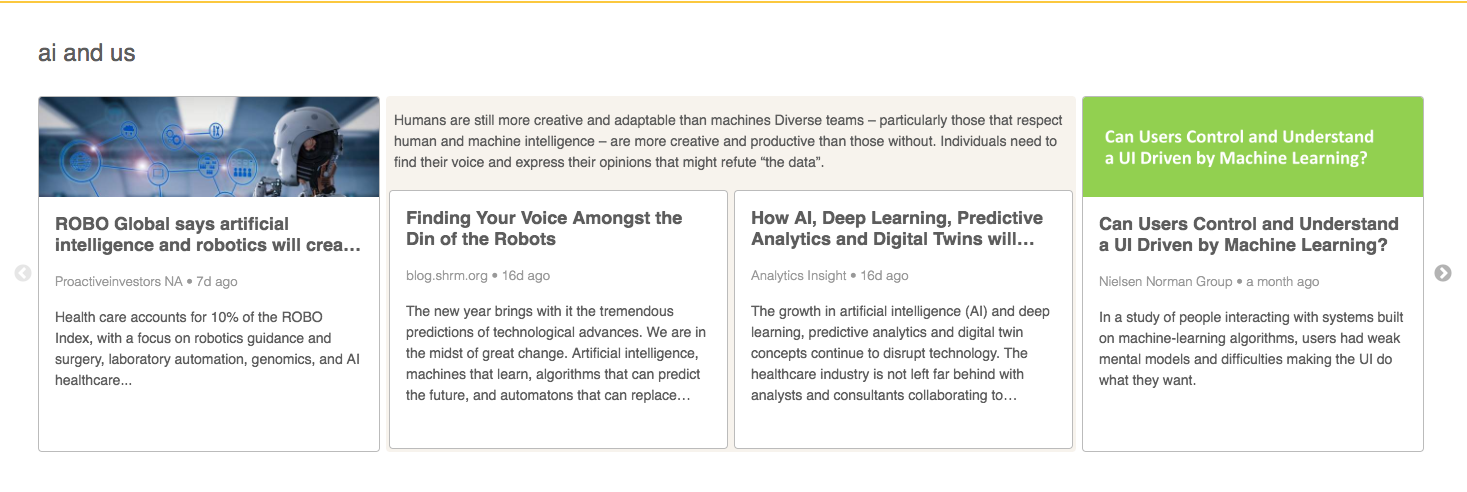 ai and us
ROBO Global says artificial
intelligence and robotics will crea…
Proactiveinvestors NA • 7d ago
Health care accounts for 10% of the ROBO
Index, with a focus on robotics guidance and
surgery, laboratory automation, genomics, and AI
healthcare...
Humans are still more creative and adaptable than machines Diverse teams – particularly those that respect
human and machine intelligence – are more creative and productive than those without. Individuals need to
find their voice and express their opinions that might refute “the data”.
Finding Your Voice Amongst the
Din of the Robots
blog.shrm.org • 16d ago
The new year brings with it the tremendous
predictions of technological advances. We are in
the midst of great change. Artificial intelligence,
machines that learn, algorithms that can predict
the future, and automatons that can replace…
How AI, Deep Learning, Predictive
Analytics and Digital Twins will…
Analytics Insight • 16d ago
The growth in artificial intelligence (AI) and deep
learning, predictive analytics and digital twin
concepts continue to disrupt technology. The
healthcare industry is not left far behind with
analysts and consultants collaborating to…
Can Users Control and Understand
a UI Driven by Machine Learning?
Can Users Control and Understand
a UI Driven by Machine Learning?
Nielsen Norman Group • a month ago
In a study of people interacting with systems built
on machine-learning algorithms, users had weak
mental models and difficulties making the UI do
what they want.